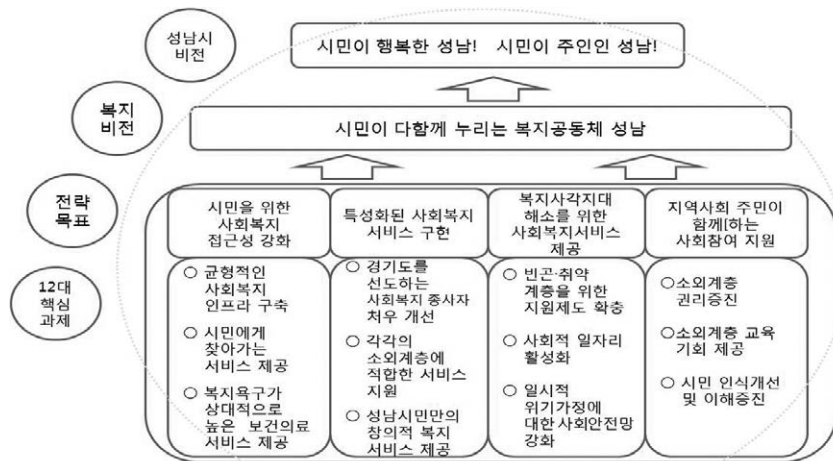 성남시
비전
시민이 행복한 성남! 시민이 주인인 성남!
복지
비전
시민이 다함께 누리는 복지공동체 성남
전략
목표
시민을 위한
사회복지
접근성 강화
특성화된 사회복지
서비스 구현
복지사각지대
해소를 위한
사회복지서비스
제공
지역사회 주민이
함께[하는
사회참여 지원
12대
핵심
과제
○ 균형적인
사회복지
인프라 구축
○ 시민에게
찾아가는
서비스 제공
○ 복지욕구가
상대적으로
높은 보건의료
서비스 제공
○ 경기도를
선도하는
사회복지 종사자
처우 개선
○ 각각의
소외계층에
적합한 서비스
지원
○ 성남시민만의
창의적 복지
서비스 제공
○ 빈곤·취약
계층을 위한
지원제도 확충
○ 사회적 일자리
활성화
○ 일시적
위기가정에
대한 사회안전망
강화
○소외계층
권리증진
○소외계층 교육
기회 제공
○ 시민 인식개선
및 이해증진